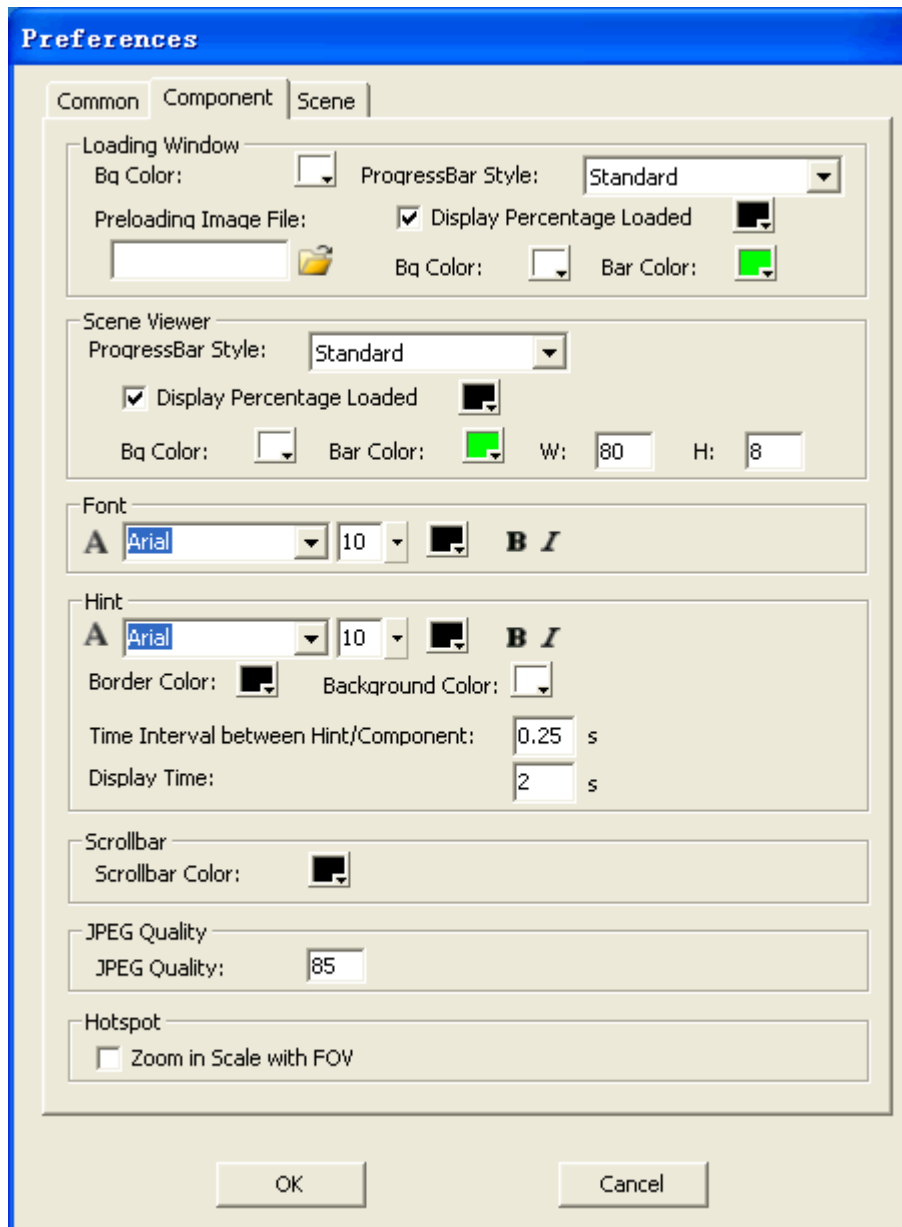 Preferences
Common Component Scene
Loading Window
Bg Color: ProgressBar Style: Standard
Preloading Image File: Display Percentage Loaded
Bg Color: Bar Color:
Scene Viewer
ProgressBar Style: Standard
Display Percentage Loaded
Bg Color: Bar Color: W: 80 H: 8
Font
A Arial 10 B I
Hint
A Arial 10 B I
Border Color: Background Color:
Time Interval between Hint/Component: 0.25 s
Display Time: 2 s
Scrollbar
Scrollbar Color:
JPEG Quality
JPEG Quality: 85
Hotspot
Zoom in Scale with FOV
OK Cancel